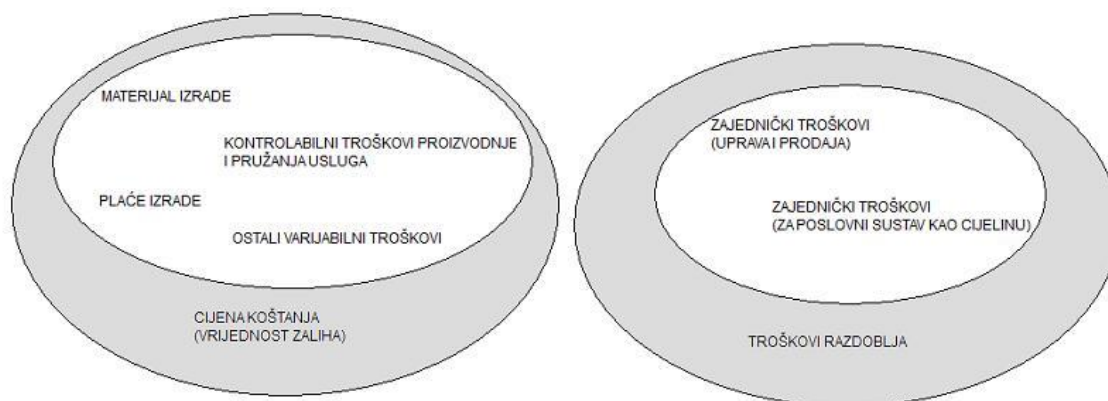 MATERIJAL IZRADE
KONTROLABILNI TROŠKOVI PROIZVODNJE
I PRUŽANJA USLUGA
PLAĆE IZRADE
OSTALI VARIJABILNI TROŠKOVI
CIJENA KOŠTANJA
(VRIJEDNOST ZALIHA)
ZAJEDNIČKI TROŠKOVI
(UPRAVA I PRODAJA)
ZAJEDNIČKI TROŠKOVI
(ZA POSLOVNI SUSTAV KAO CIJELINU)
TROŠKOVI RAZDOBLJA